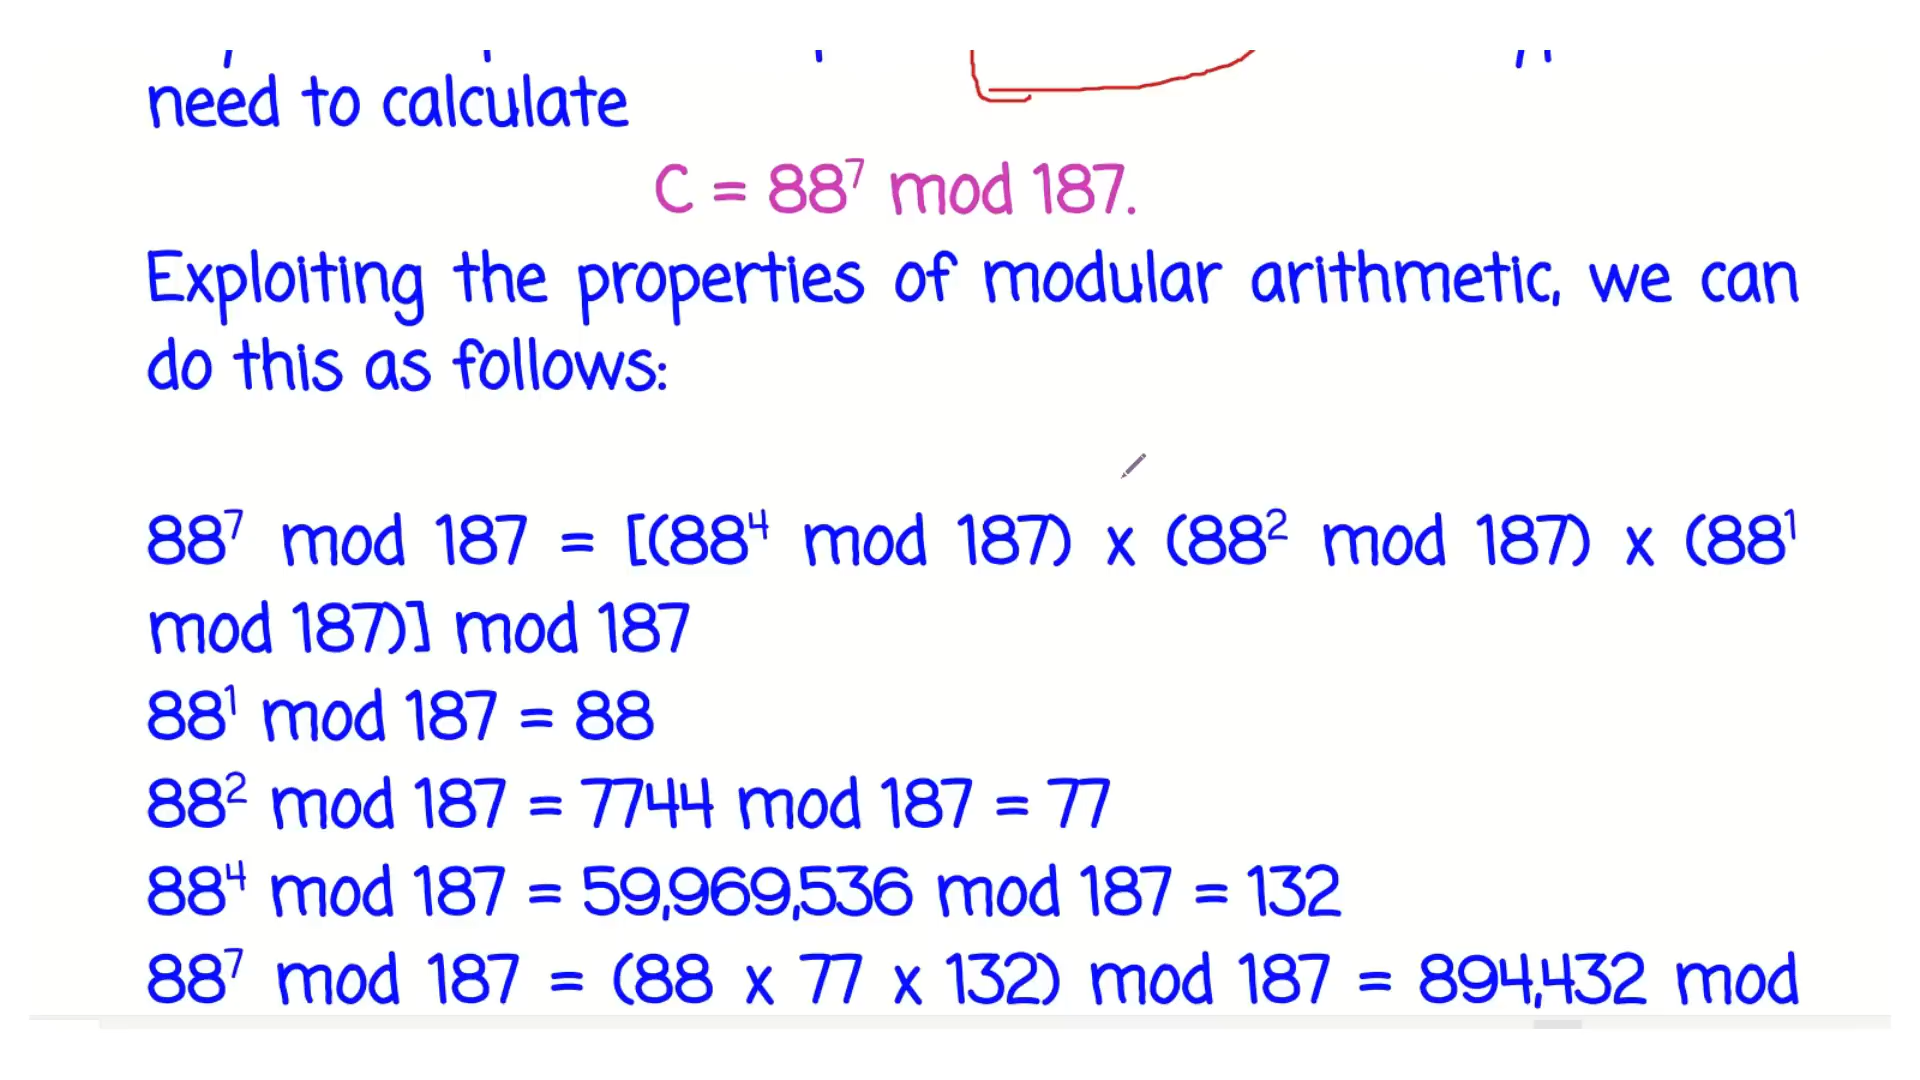 need to calculate
C = 88⁷ mod 187.
Exploiting the properties of modular arithmetic, we can
do this as follows:
88⁷ mod 187 = [(88⁴ mod 187) x (88² mod 187) x (88¹
mod 187)] mod 187
88¹ mod 187 = 88
88² mod 187 = 7744 mod 187 = 77
88⁴ mod 187 = 59,969,536 mod 187 = 132
88⁷ mod 187 = (88 x 77 x 132) mod 187 = 894,432 mod